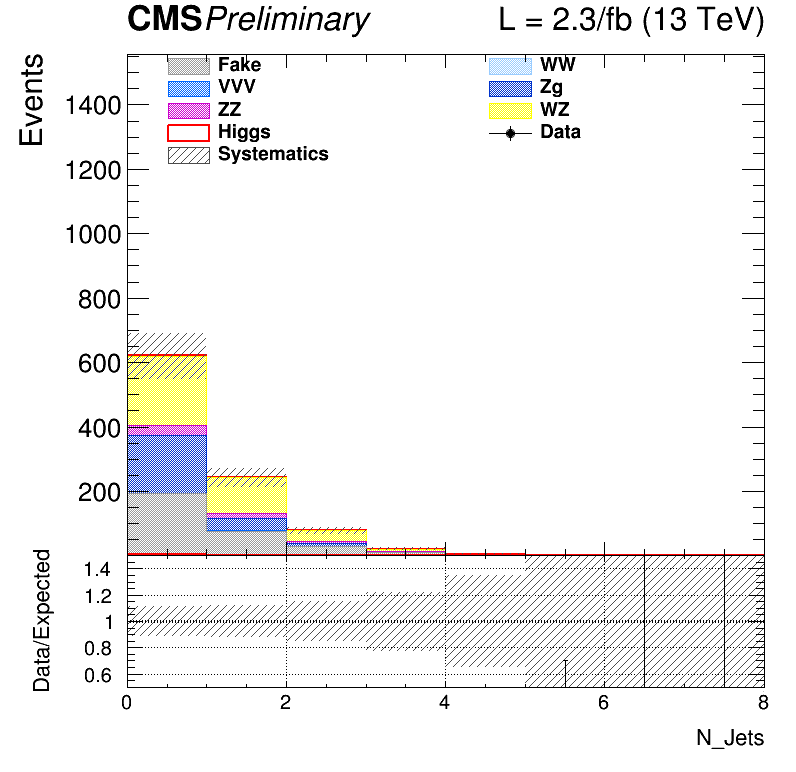 CMS Preliminary L = 2.3/fb (13 TeV)
Events
1400
1200
1000
800
600
400
200
Fake
VVV
ZZ
Higgs
Systematics
WW
Zg
WZ
Data
Data/Expected
1.4
1.2
1
0.8
0.6
0 2 4 6 8
N_Jets